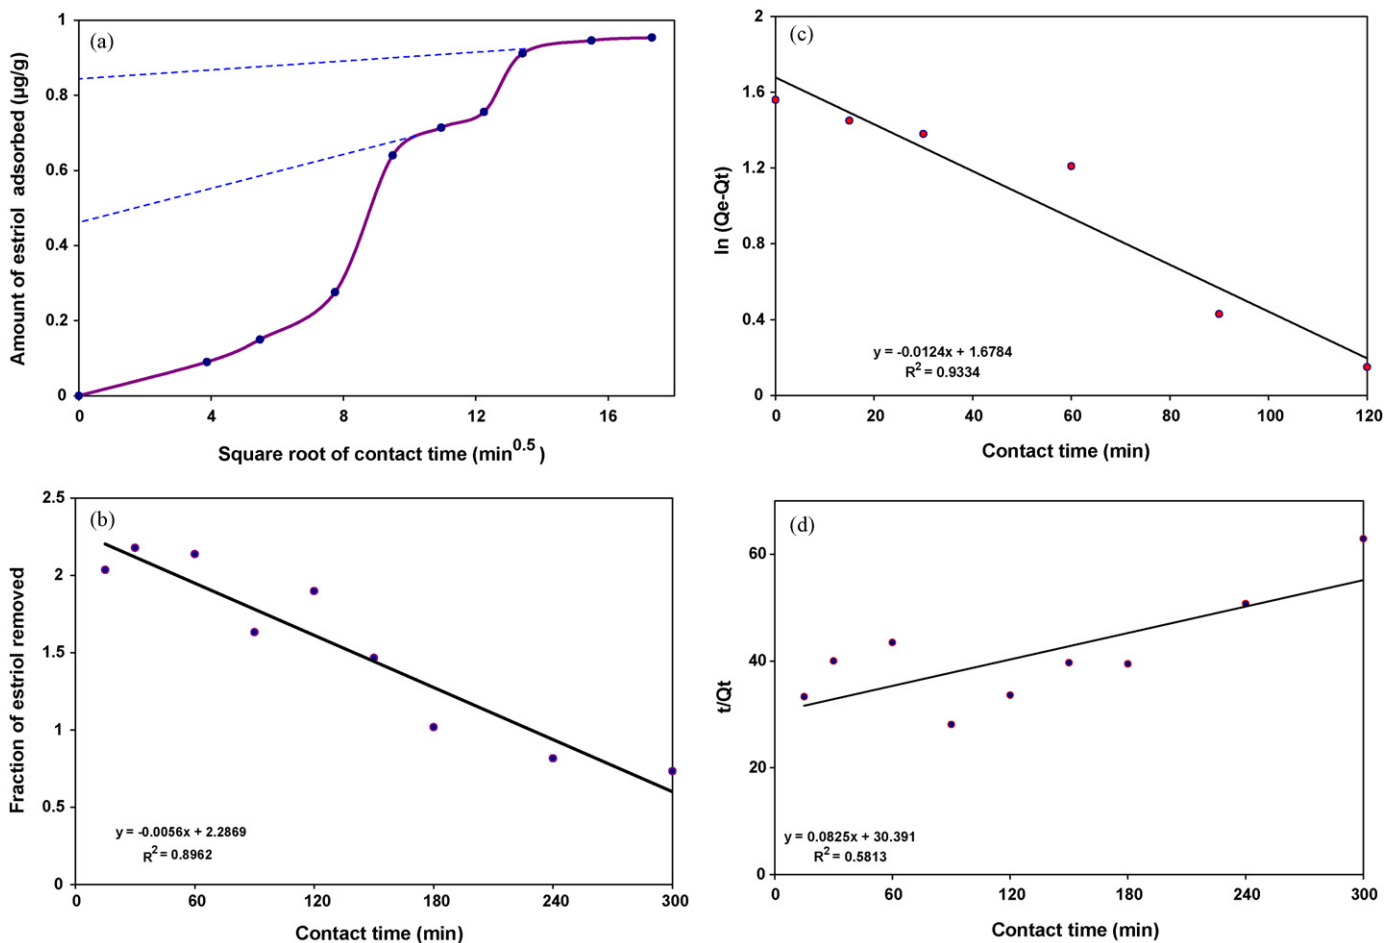 (a)
Amount of estriol adsorbed (µg/g)
1
0.8
0.6
0.4
0.2
0
0 4 8 12 16
Square root of contact time (min^0.5)
(c)
ln (Qe-Qt)
2
1.6
1.2
0.8
0.4
0
y = -0.0124x + 1.6784
R² = 0.9334
0 20 40 60 80 100 120
Contact time (min)
(b)
Fraction of estriol removed
2.5
2
1.5
1
0.5
0
y = -0.0056x + 2.2869
R² = 0.8962
0 60 120 180 240 300
Contact time (min)
(d)
t/Qt
60
40
20
0
y = 0.0825x + 30.391
R² = 0.5813
0 60 120 180 240 300
Contact time (min)